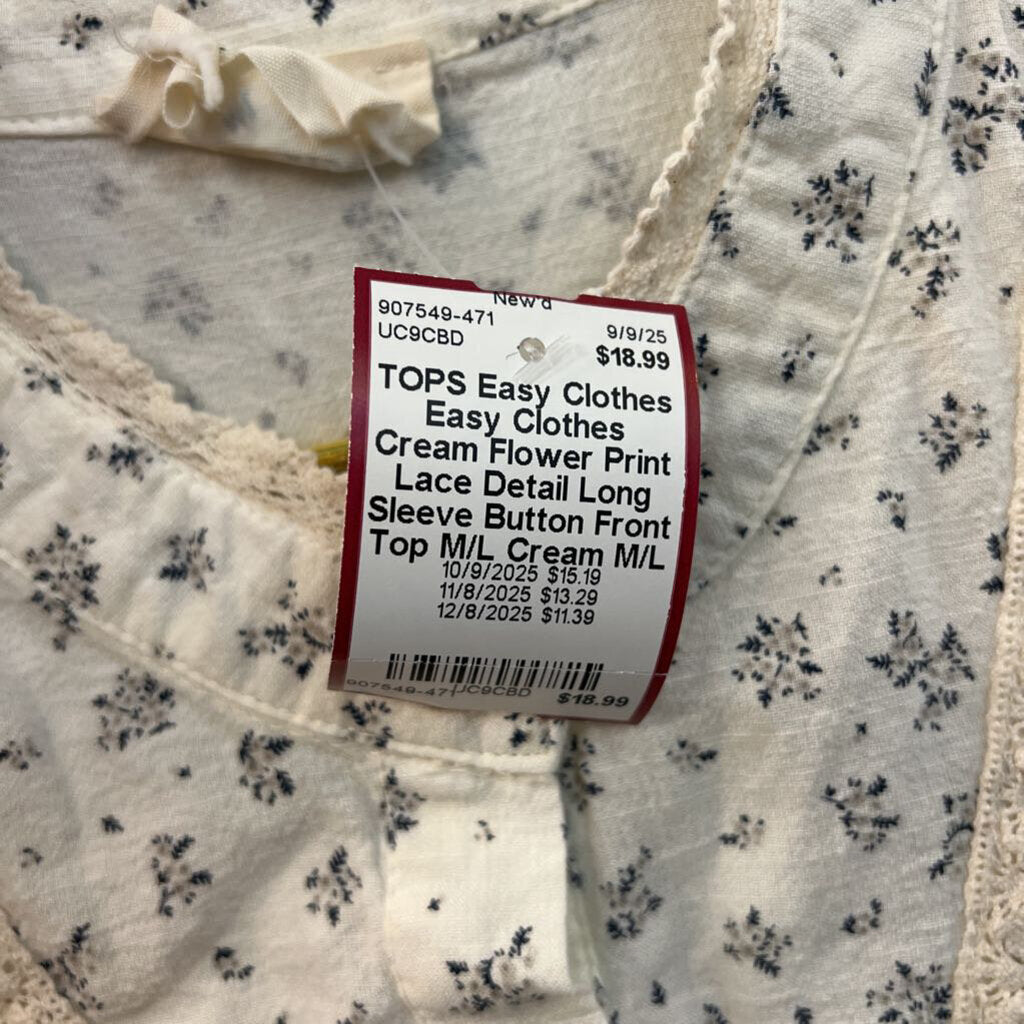 New'd
907549-471
9/9/25
UC9CBD
$18.99
TOPS Easy Clothes
Easy Clothes
Cream Flower Print
Lace Detail Long
Sleeve Button Front
Top M/L Cream M/L
10/9/2025 $15.19
11/8/2025 $13.29
12/8/2025 $11.39
907549-471UC9CBD $18.99